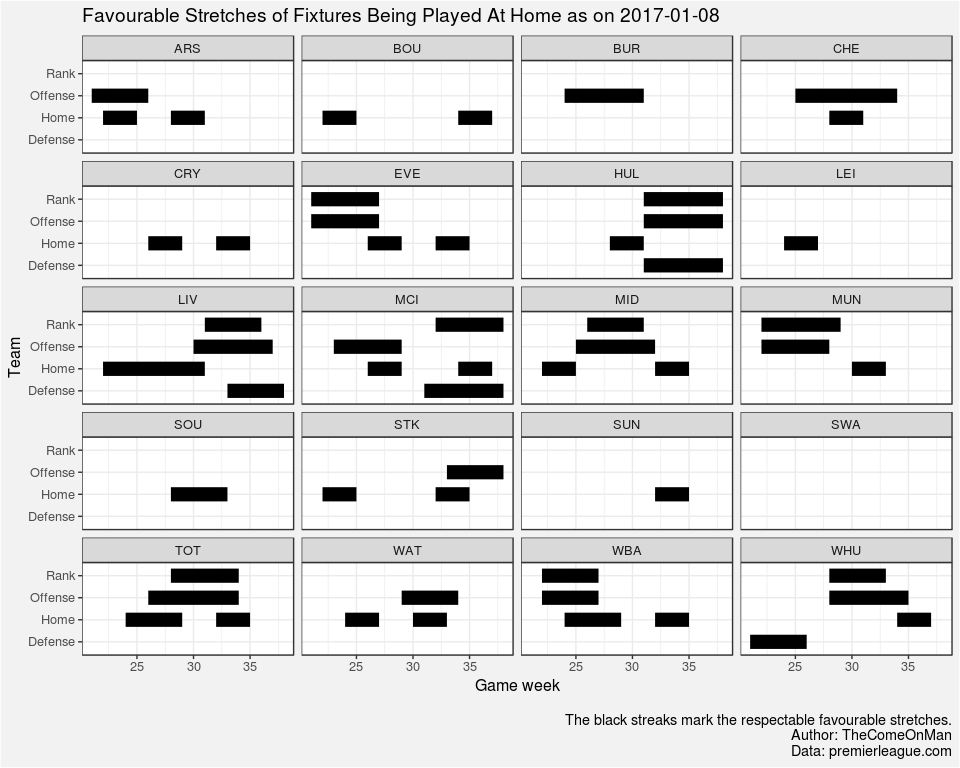 Favourable Stretches of Fixtures Being Played At Home as on 2017-01-08
ARS BOU BUR CHE
Rank
Offense
Home
Defense
CRY EVE HUL LEI
Rank
Offense
Home
Defense
LIV MCI MID MUN
Rank
Offense
Home
Defense
Team
SOU STK SUN SWA
Rank
Offense
Home
Defense
TOT WAT WBA WHU
Rank
Offense
Home
Defense
25 30 35 25 30 35 25 30 35 25 30 35
Game week
The black streaks mark the respectable favourable stretches.
Author: TheComeOnMan
Data: premierleague.com